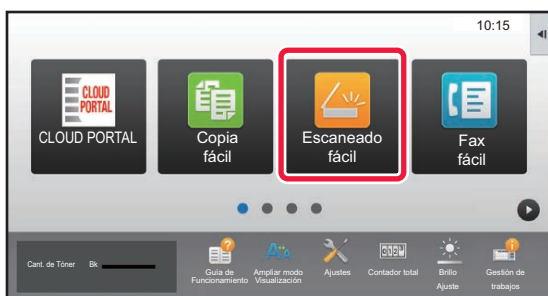 10:15
CLOUD
PORTAL
CLOUD PORTAL
Copia
fácil
Escaneado
fácil
Fax
fácil
Cant. de Tóner Bk
Guía de
Funcionamiento
Ampliar modo
Visualización
Ajustes
Contador total
Brillo
Ajuste
Gestión de
trabajos